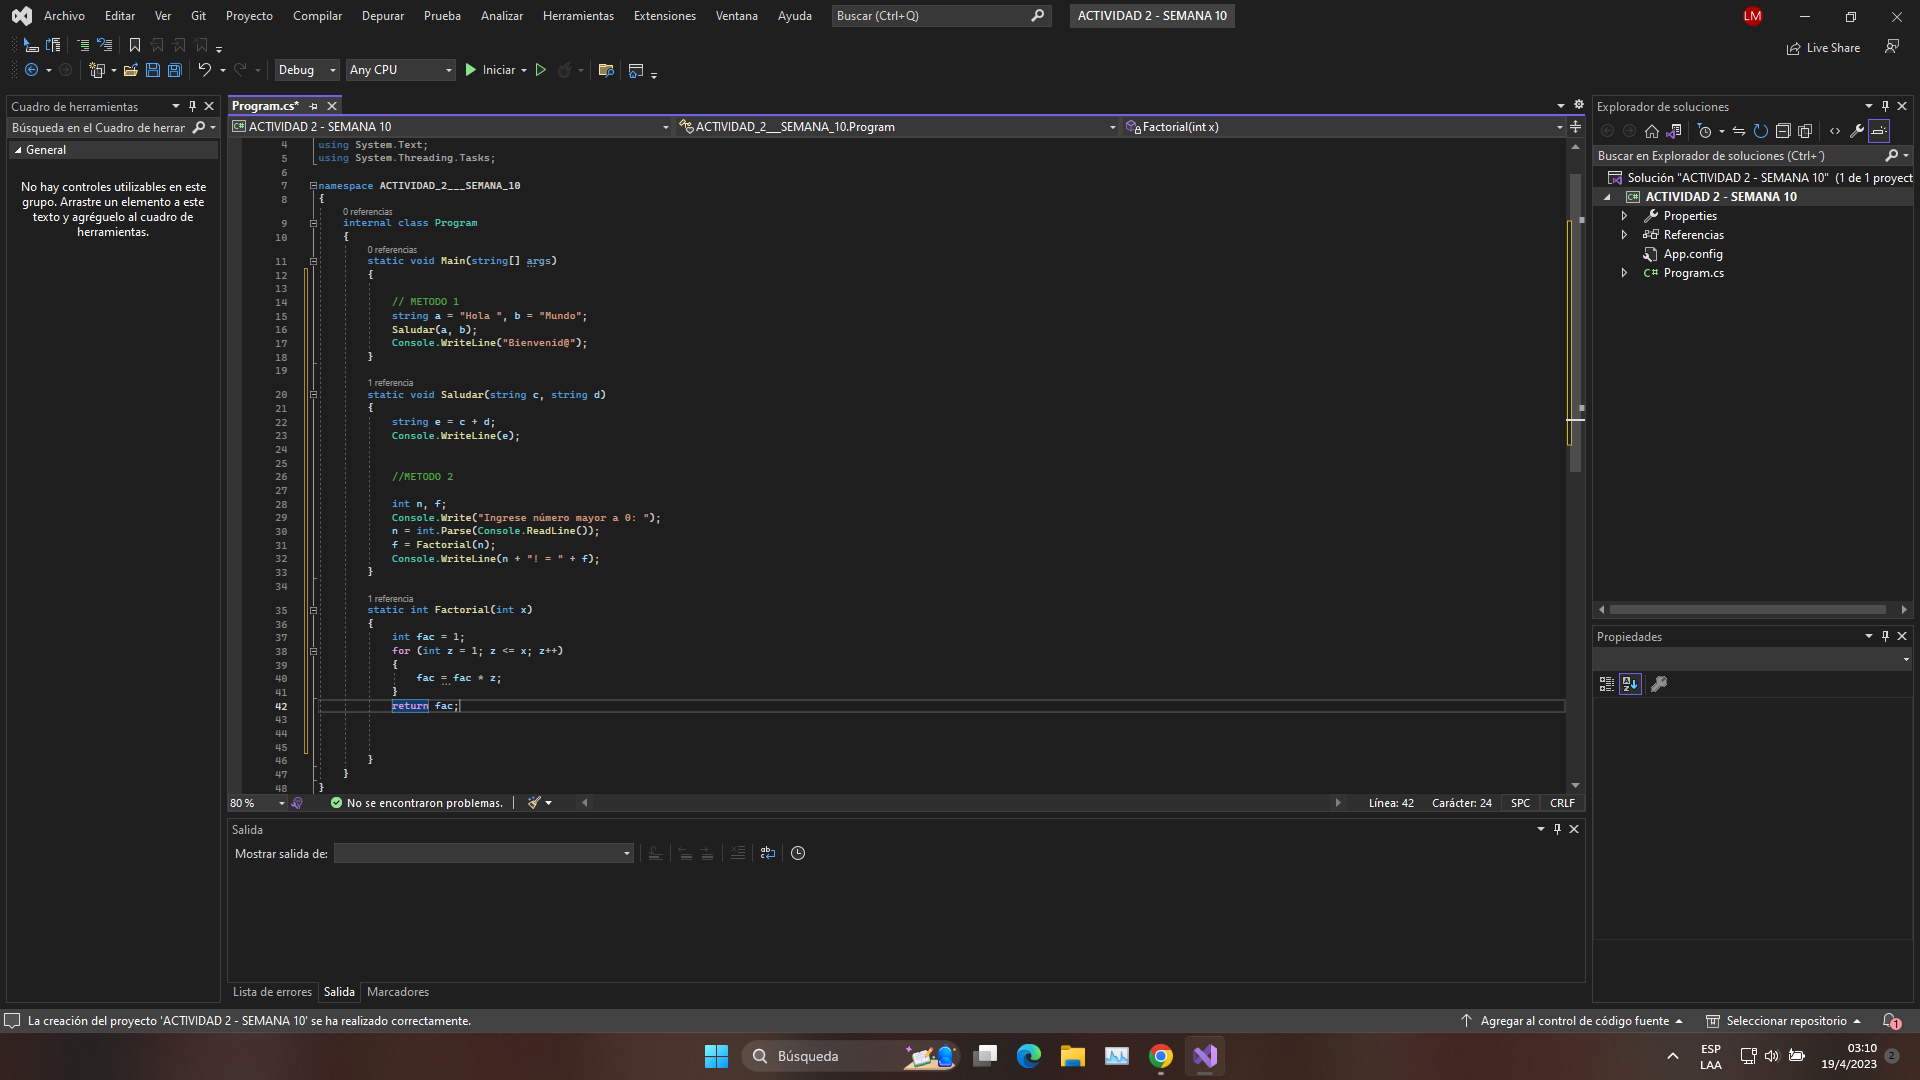 Archivo Editar Ver Git Proyecto Compilar Depurar Prueba Analizar Herramientas Extensiones Ventana Ayuda Buscar (Ctrl+Q) ACTIVIDAD 2 - SEMANA 10 LM
Live Share
Debug Any CPU Iniciar
Cuadro de herramientas
Búsqueda en el Cuadro de herrar
General
No hay controles utilizables en este
grupo. Arrastre un elemento a este
texto y agréguelo al cuadro de
herramientas.
Program.cs*
ACTIVIDAD 2 - SEMANA 10 ACTIVIDAD_2___SEMANA_10.Program Factorial(int x)
4 using System.Text;
5 using System.Threading.Tasks;
6
7 namespace ACTIVIDAD_2___SEMANA_10
8 {
0 referencias
9 internal class Program
10 {
0 referencias
11 static void Main(string[] args)
12 {
13
14 // METODO 1
15 string a = "Hola ", b = "Mundo";
16 Saludar(a, b);
17 Console.WriteLine("Bienvenid@");
18 }
19
1 referencia
20 static void Saludar(string c, string d)
21 {
22 string e = c + d;
23 Console.WriteLine(e);
24
25
26 //METODO 2
27
28 int n, f;
29 Console.Write("Ingrese número mayor a 0: ");
30 n = int.Parse(Console.ReadLine());
31 f = Factorial(n);
32 Console.WriteLine(n + "! = " + f);
33 }
34
1 referencia
35 static int Factorial(int x)
36 {
37 int fac = 1;
38 for (int z = 1; z <= x; z++)
39 {
40 fac = fac * z;
41 }
42 return fac;
43
44
45
46 }
47 }
48 }
80 % No se encontraron problemas. Línea: 42 Carácter: 24 SPC CRLF
Salida
Mostrar salida de:
Lista de errores Salida Marcadores
Explorador de soluciones
Buscar en Explorador de soluciones (Ctrl+´)
Solución "ACTIVIDAD 2 - SEMANA 10" (1 de 1 proyect
C# ACTIVIDAD 2 - SEMANA 10
Properties
Referencias
App.config
C# Program.cs
Propiedades
La creación del proyecto 'ACTIVIDAD 2 - SEMANA 10' se ha realizado correctamente. Agregar al control de código fuente Seleccionar repositorio 1
Búsqueda
ESP
LAA
03:10
19/4/2023
2